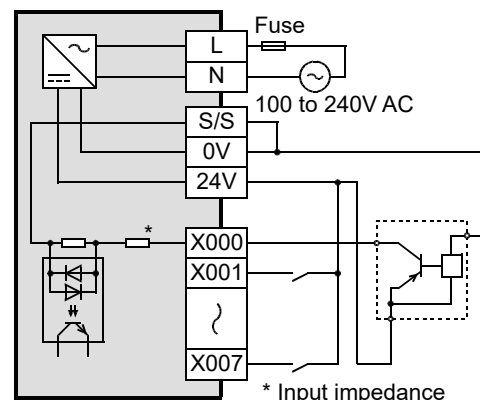 Fuse
L
N
100 to 240V AC
S/S
0V
24V
*
X000
X001
X007
* Input impedance